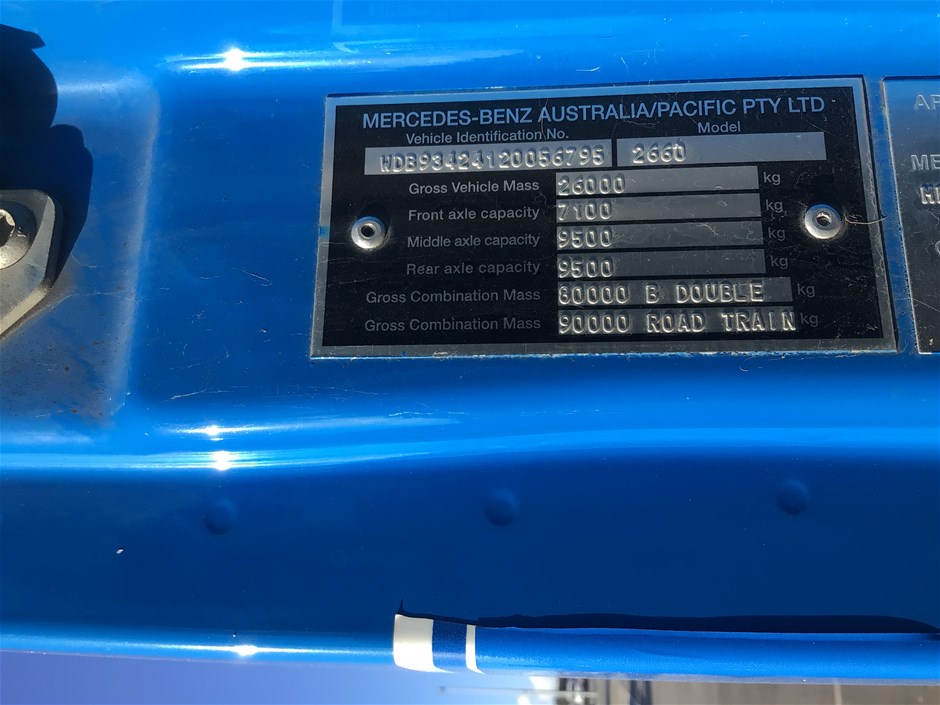 MERCEDES-BENZ AUSTRALIA/PACIFIC PTY LTD
Vehicle Identification No. Model
WDB93424120056795 2660
Gross Vehicle Mass 26000 kg
Front axle capacity 7100 kg
Middle axle capacity 9500 kg
Rear axle capacity 9500 kg
Gross Combination Mass 80000 B DOUBLE kg
Gross Combination Mass 90000 ROAD TRAIN kg